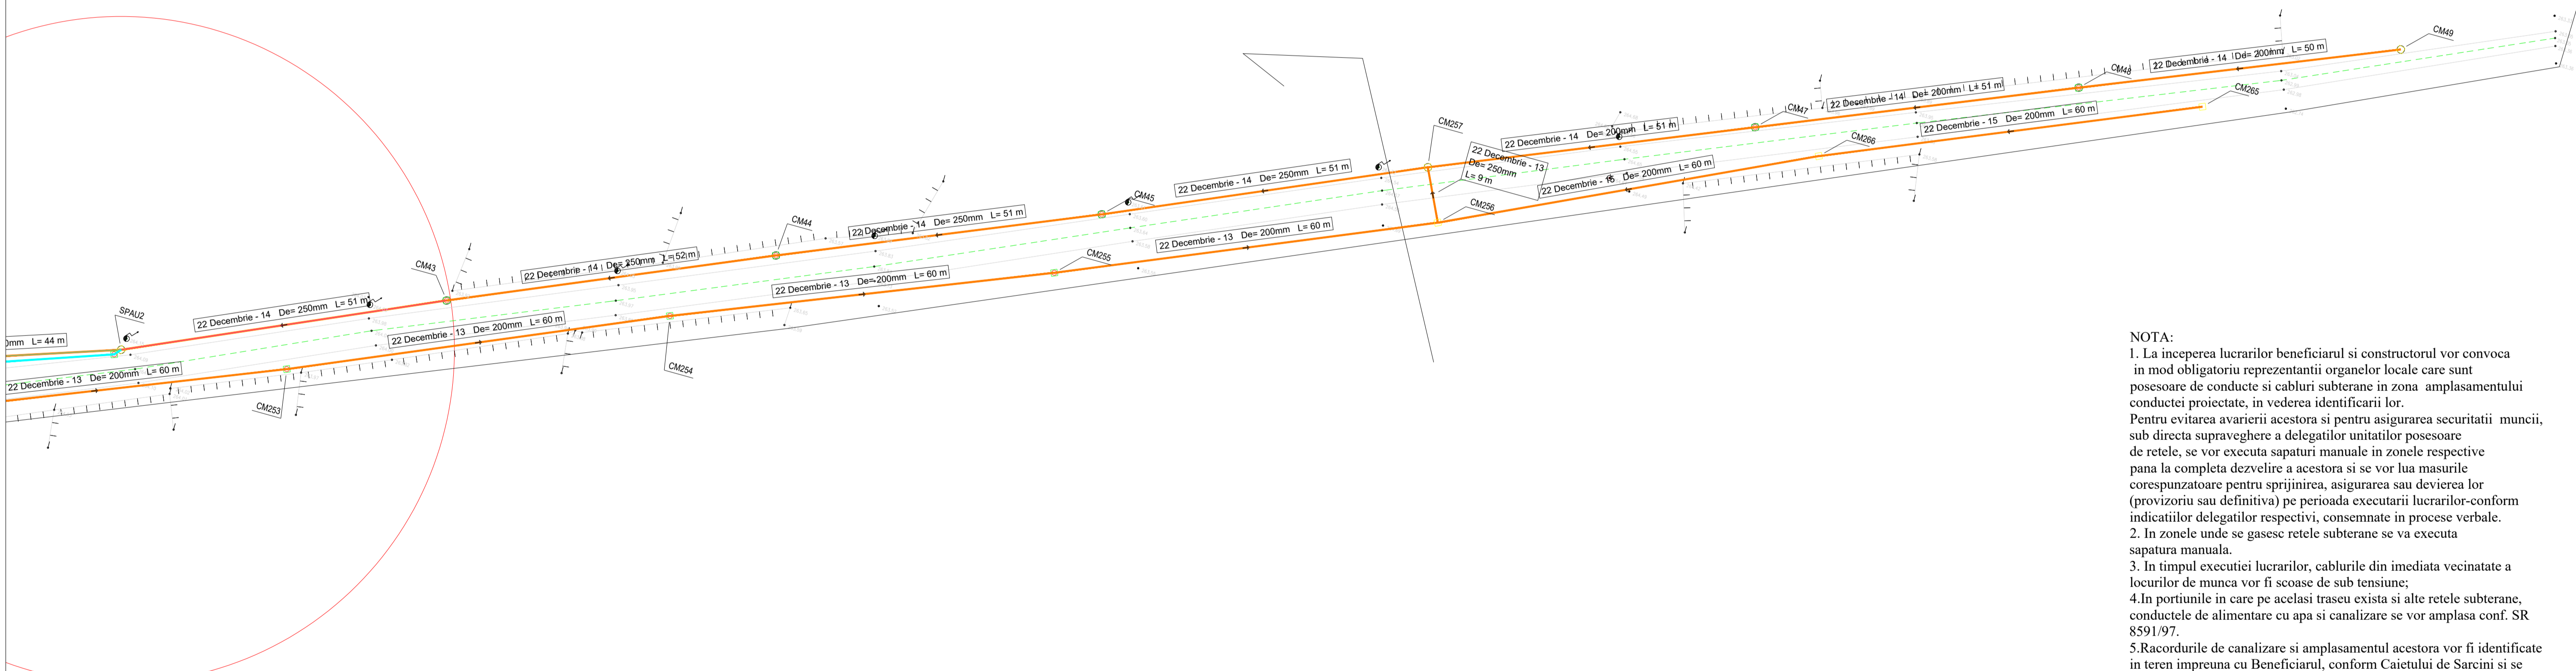 CM49
22 Decembrie - 14 De= 200mm L= 50 m
CM48
CM265
22 Decembrie - 14 De= 200mm L= 51 m
CM47
22 Decembrie - 15 De= 200mm L= 60 m
CM266
CM257
22 Decembrie - 14 De= 200mm L= 51 m
22 Decembrie - 13
De= 250mm
L= 9 m
22 Decembrie - 15 De= 200mm L= 60 m
CM256
22 Decembrie - 14 De= 250mm L= 51 m
CM45
CM44
22 Decembrie - 14 De= 250mm L= 51 m
22 Decembrie - 13 De= 200mm L= 60 m
CM255
CM43
22 Decembrie - 14 De= 250mm L= 52 m
22 Decembrie - 13 De= 200mm L= 60 m
SPAU2
22 Decembrie - 14 De= 250mm L= 51 m
22 Decembrie - 13 De= 200mm L= 60 m
0mm L= 44 m
CM254
22 Decembrie - 13 De= 200mm L= 60 m
CM253
NOTA:
1. La inceperea lucrarilor beneficiarul si constructorul vor convoca
in mod obligatoriu reprezentantii organelor locale care sunt
posesoare de conducte si cabluri subterane in zona amplasamentului
conductei proiectate, in vederea identificarii lor.
Pentru evitarea avarierii acestora si pentru asigurarea securitatii muncii,
sub directa supraveghere a delegatilor unitatilor posesoare
de retele, se vor executa sapaturi manuale in zonele respective
pana la completa dezvelire a acestora si se vor lua masurile
corespunzatoare pentru sprijinirea, asigurarea sau devierea lor
(provizoriu sau definitiva) pe perioada executarii lucrarilor-conform
indicatiilor delegatilor respectivi, consemnate in procese verbale.
2. In zonele unde se gasesc retele subterane se va executa
sapatura manuala.
3. In timpul executiei lucrarilor, cablurile din imediata vecinatate a
locurilor de munca vor fi scoase de sub tensiune;
4.In portiunile in care pe acelasi traseu exista si alte retele subterane,
conductele de alimentare cu apa si canalizare se vor amplasa conf. SR
8591/97.
5.Racordurile de canalizare si amplasamentul acestora vor fi identificate
in teren impreuna cu Beneficiarul, conform Caietului de Sarcini si se